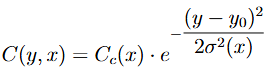 C(y, x) = C_c(x) · e^{-\frac{(y - y_0)^2}{2σ^2(x)}}